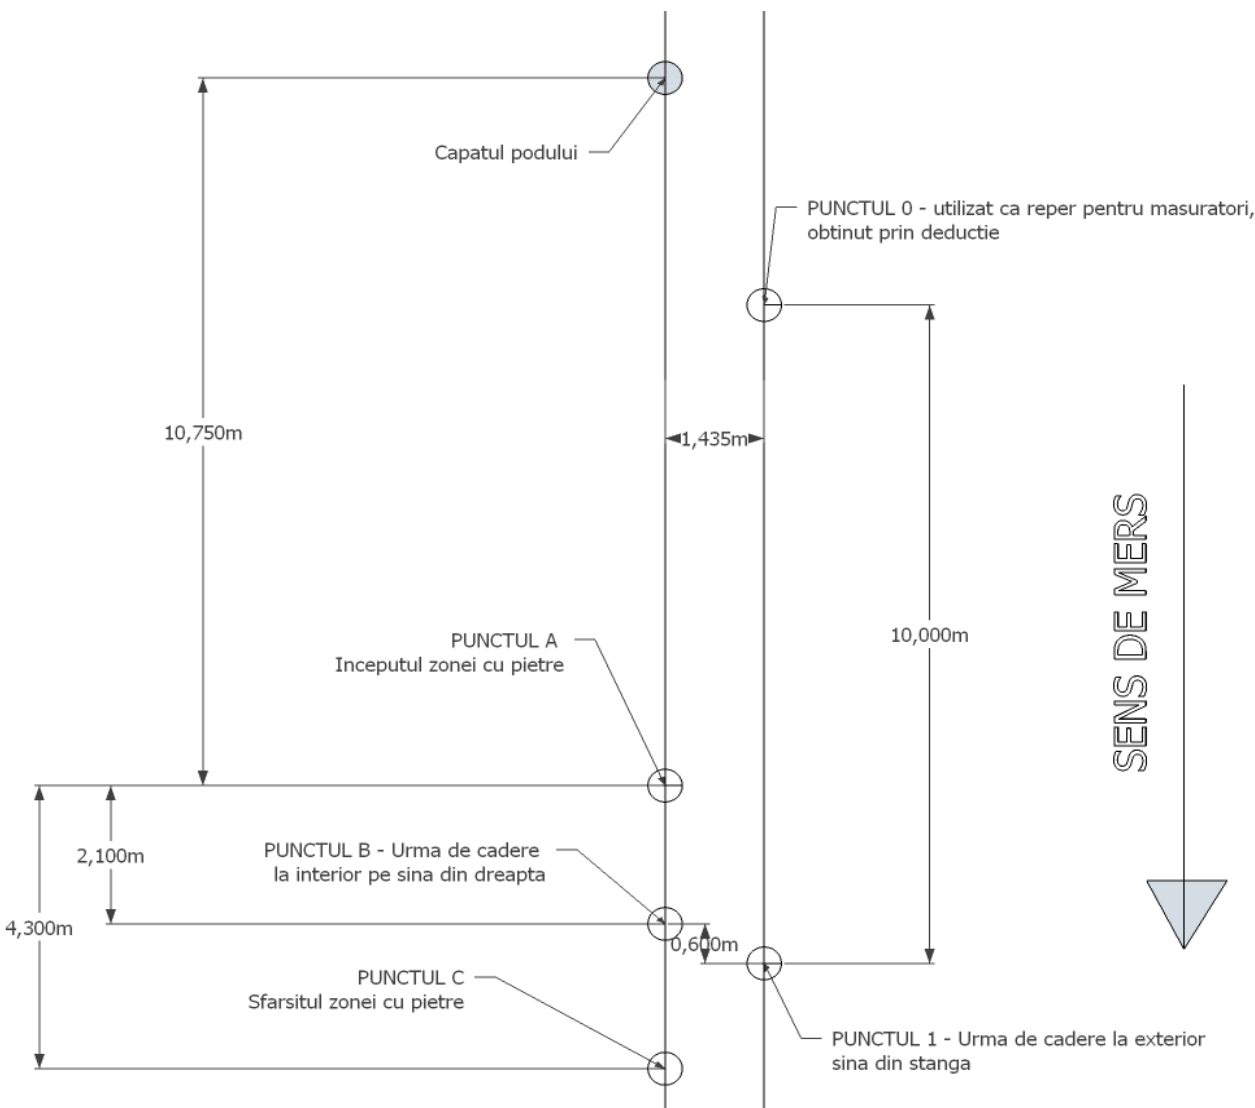 Capatul podului
PUNCTUL 0 - utilizat ca reper pentru masuratori,
obtinut prin deductie
10,750m
1,435m
SENS DE MERS
10,000m
PUNCTUL A
Inceputul zonei cu pietre
2,100m
PUNCTUL B - Urma de cadere
la interior pe sina din dreapta
4,300m
0,600m
PUNCTUL C
Sfarsitul zonei cu pietre
PUNCTUL 1 - Urma de cadere la exterior
sina din stanga